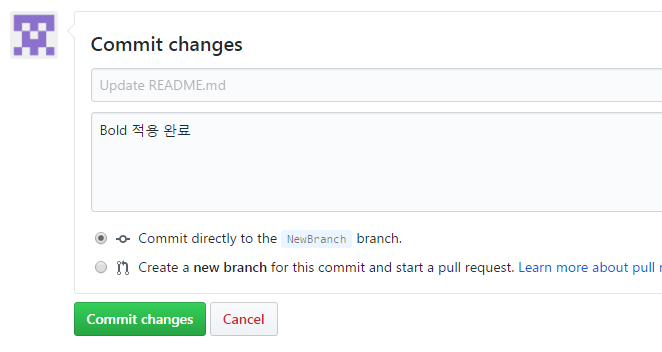 Commit changes
Update README.md
Bold 적용 완료
Commit directly to the NewBranch branch.
Create a new branch for this commit and start a pull request. Learn more about pull
Commit changes
Cancel